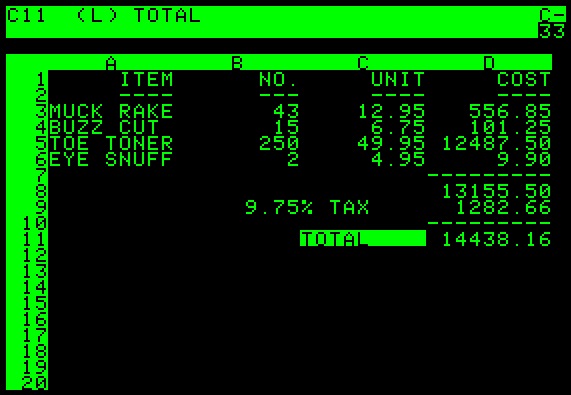 C11 (L) TOTAL C-
33
A B C D
1 ITEM NO. UNIT COST
2 ---- --- ---- ----
3 MUCK RAKE 43 12.95 556.85
4 BUZZ CUT 15 6.75 101.25
5 TOE TONER 250 49.95 12487.50
6 EYE SNUFF 2 4.95 9.90
7 ---------
8 13155.50
9 9.75% TAX 1282.66
10 ---------
11 TOTAL 14438.16
12
13
14
15
16
17
18
19
20